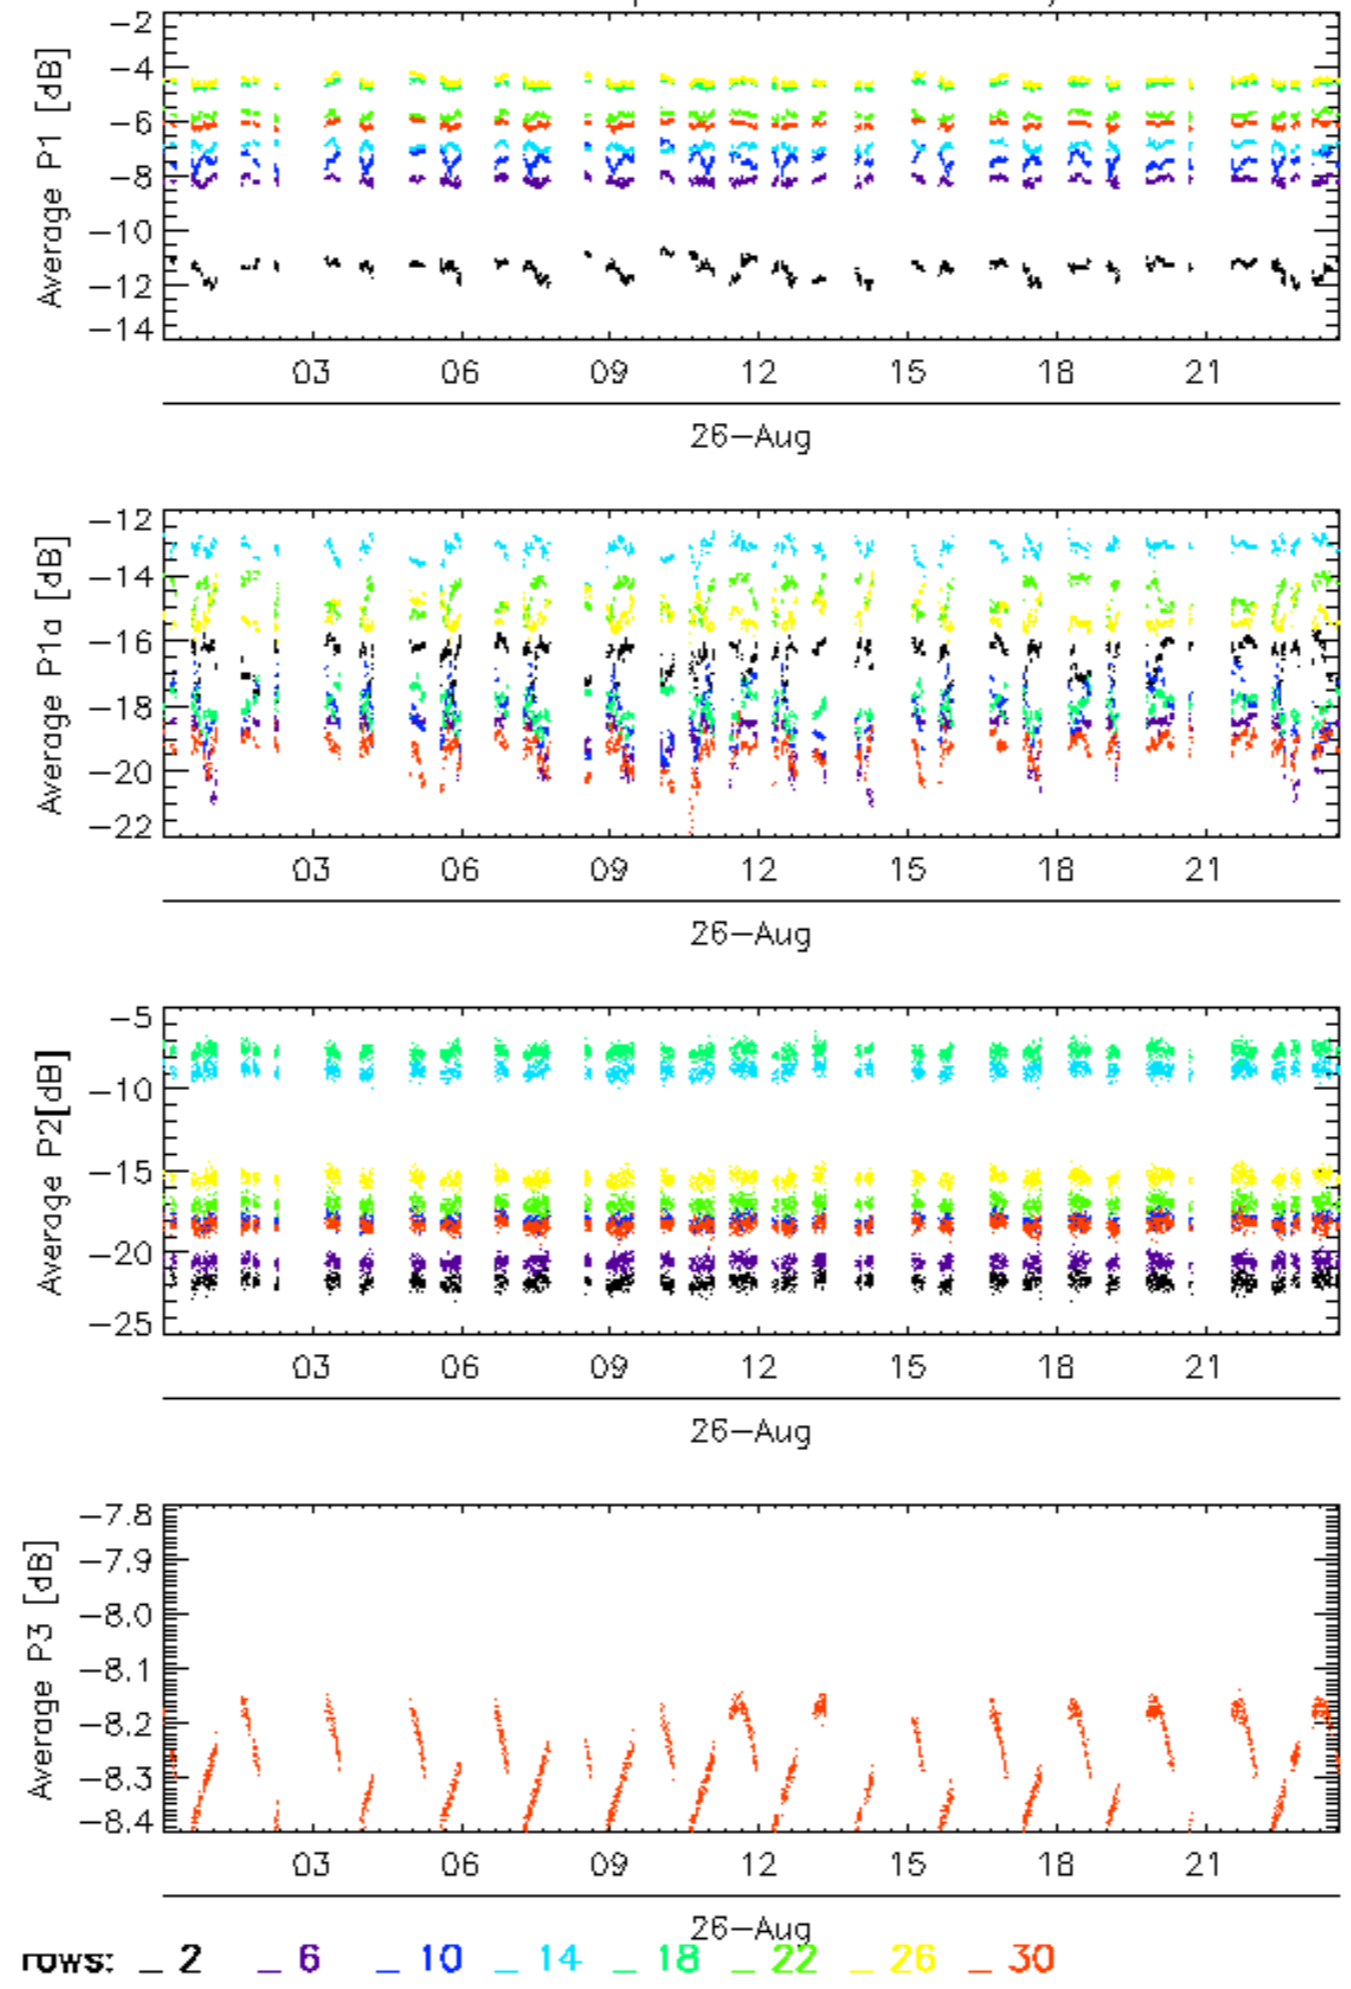 Average P1 [dB]
-2
-4
-6
-8
-10
-12
-14
03 06 09 12 15 18 21
26-Aug
Average P1a [dB]
-12
-14
-16
-18
-20
-22
03 06 09 12 15 18 21
26-Aug
Average P2[dB]
-5
-10
-15
-20
-25
03 06 09 12 15 18 21
26-Aug
Average P3 [dB]
-7.8
-7.9
-8.0
-8.1
-8.2
-8.3
-8.4
03 06 09 12 15 18 21
26-Aug
rows: _ 2 _ 6 _ 10 _ 14 _ 18 _ 22 _ 26 _ 30